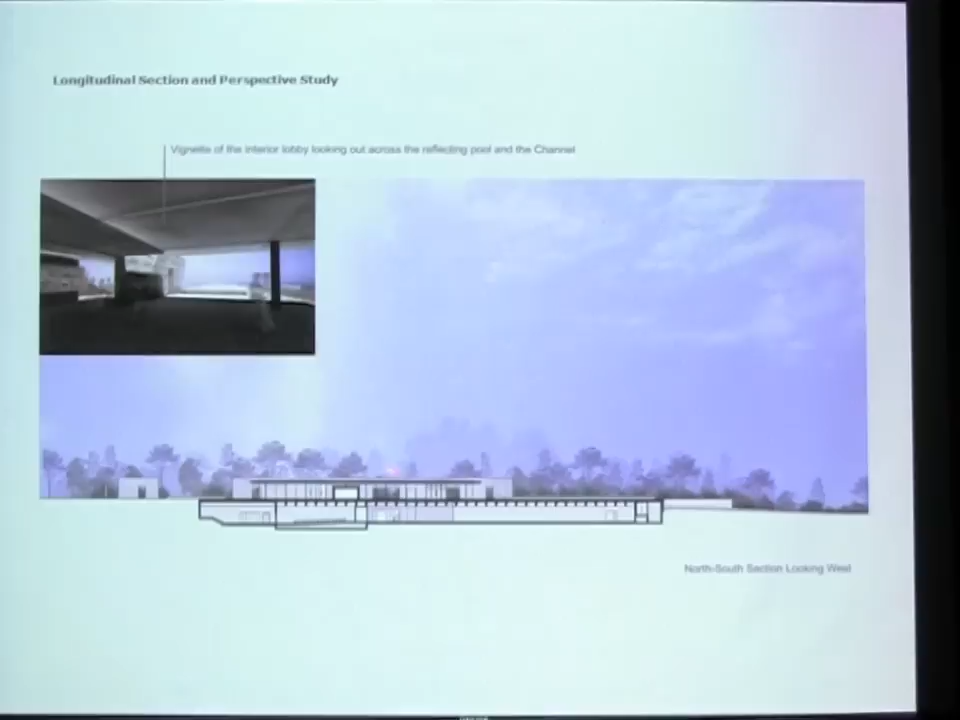 Longitudinal Section and Perspective Study
Vignette of the interior lobby looking out across the reflecting pool and the Channel
North-South Section Looking West